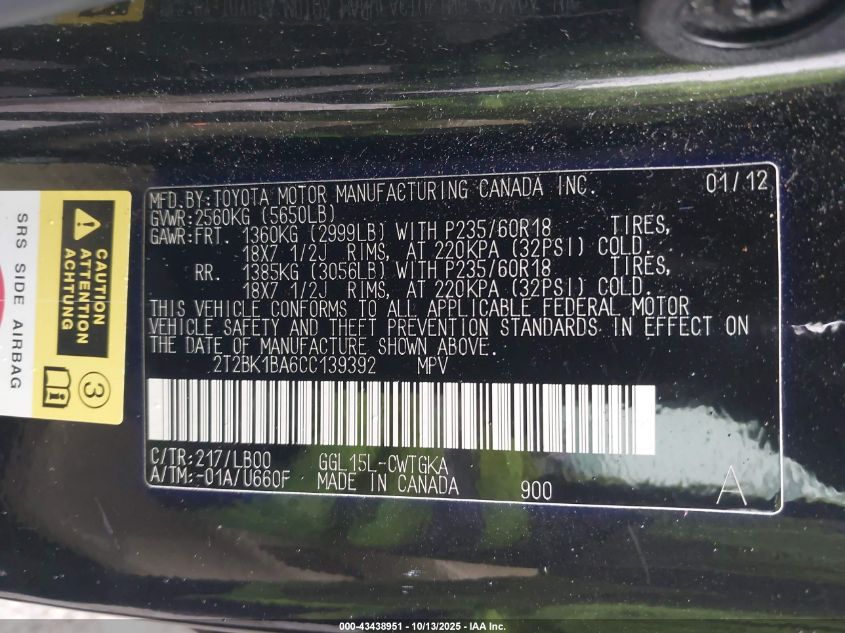 MFD.BY:TOYOTA MOTOR MANUFACTURING CANADA INC. 01/12
GVWR:2560KG (5650LB)
GAWR:FRT. 1360KG (2999LB) WITH P235/60R18 TIRES,
18X7 1/2J RIMS, AT 220KPA (32PSI) COLD.
RR. 1385KG (3056LB) WITH P235/60R18 TIRES,
18X7 1/2J RIMS, AT 220KPA (32PSI) COLD.
THIS VEHICLE CONFORMS TO ALL APPLICABLE FEDERAL MOTOR
VEHICLE SAFETY AND THEFT PREVENTION STANDARDS IN EFFECT ON
THE DATE OF MANUFACTURE SHOWN ABOVE.
2T2BK1BA6CC139392 MPV
C/TR:217/LB00 GGL15L-CWTGKA
A/TM:-01A/U660F MADE IN CANADA 900 A
CAUTION
ATTENTION
SRS SIDE AIRBAG
3
000-43438951 - 10/13/2025 - IAA Inc.